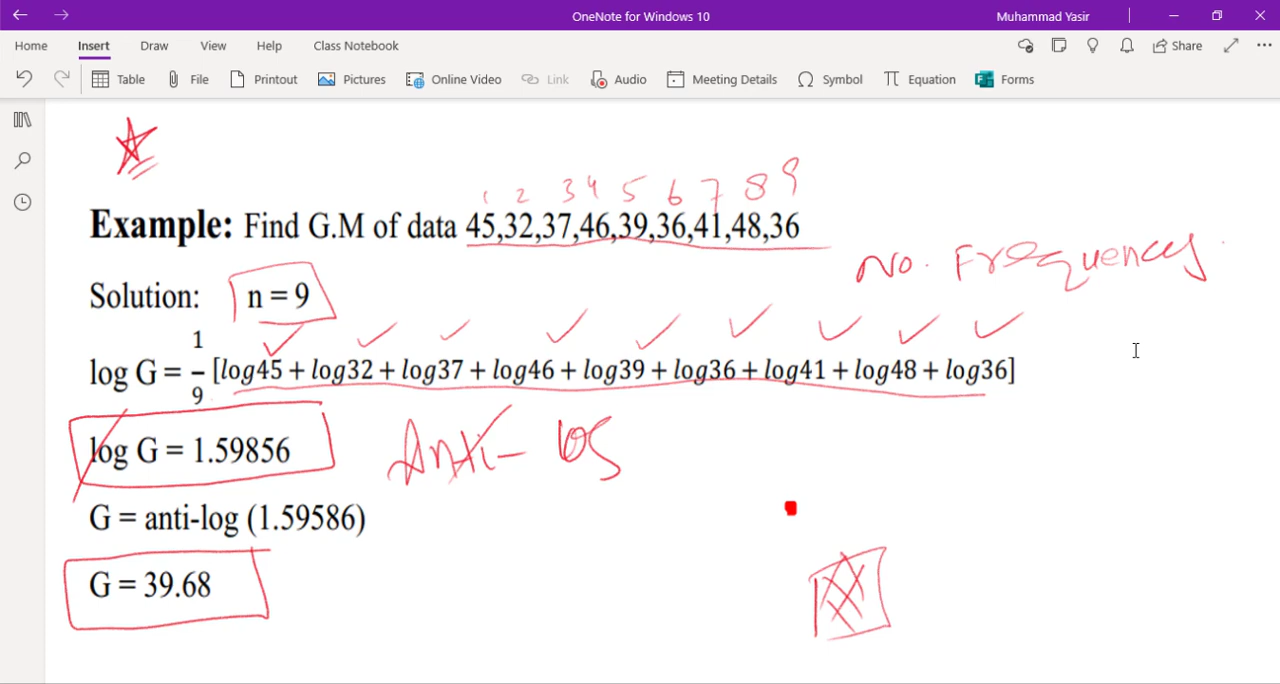 OneNote for Windows 10
Muhammad Yasir
Home Insert Draw View Help Class Notebook
Share
Table File Printout Pictures Online Video Link Audio Meeting Details Symbol Equation Forms
1 2 3 4 5 6 7 8 9
Example: Find G.M of data 45,32,37,46,39,36,41,48,36
No. Frequences
Solution: n = 9
log G = 1/9 [log45 + log32 + log37 + log46 + log39 + log36 + log41 + log48 + log36]
log G = 1.59856
Anti-log
G = anti-log (1.59586)
G = 39.68